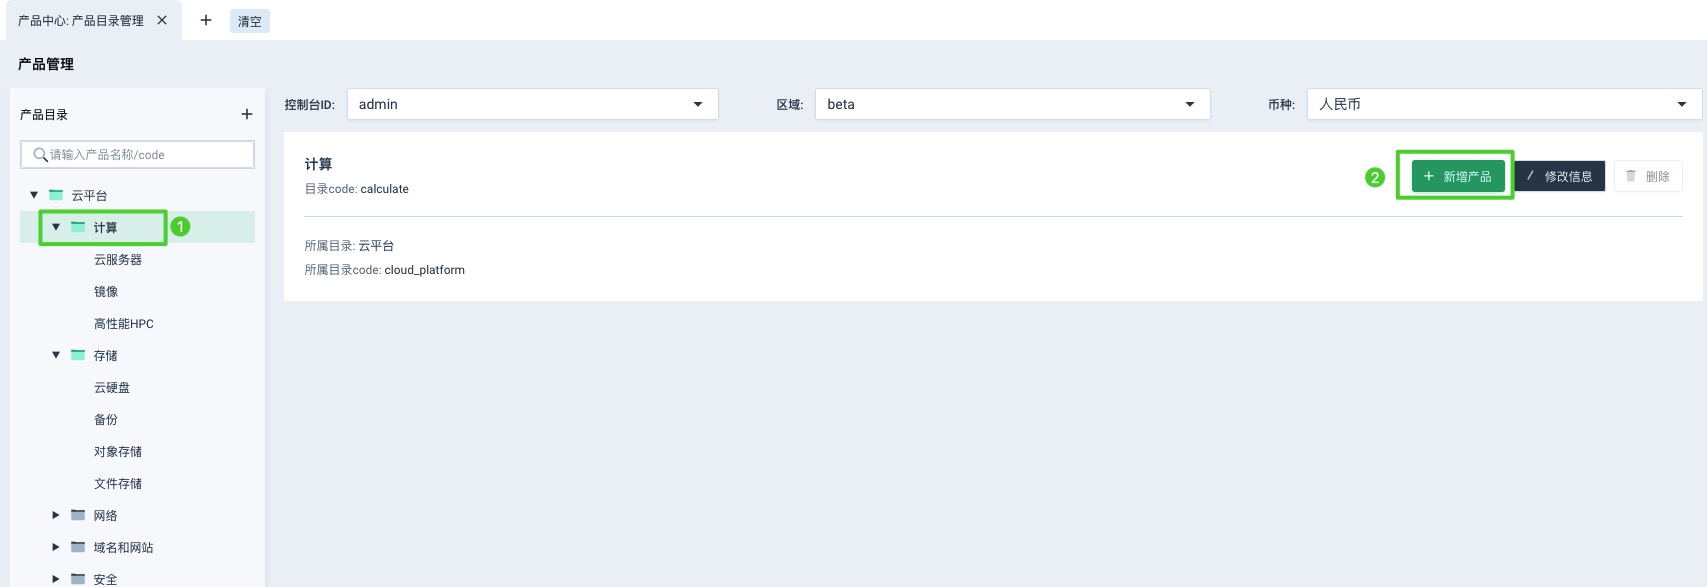 产品中心: 产品目录管理
清空
产品管理
产品目录
请输入产品名称/code
云平台
计算
1
云服务器
镜像
高性能HPC
存储
云硬盘
备份
对象存储
文件存储
网络
域名和网站
安全
控制台ID: admin
区域: beta
币种: 人民币
计算
目录code: calculate
2
新增产品
修改信息
删除
所属目录: 云平台
所属目录code: cloud_platform